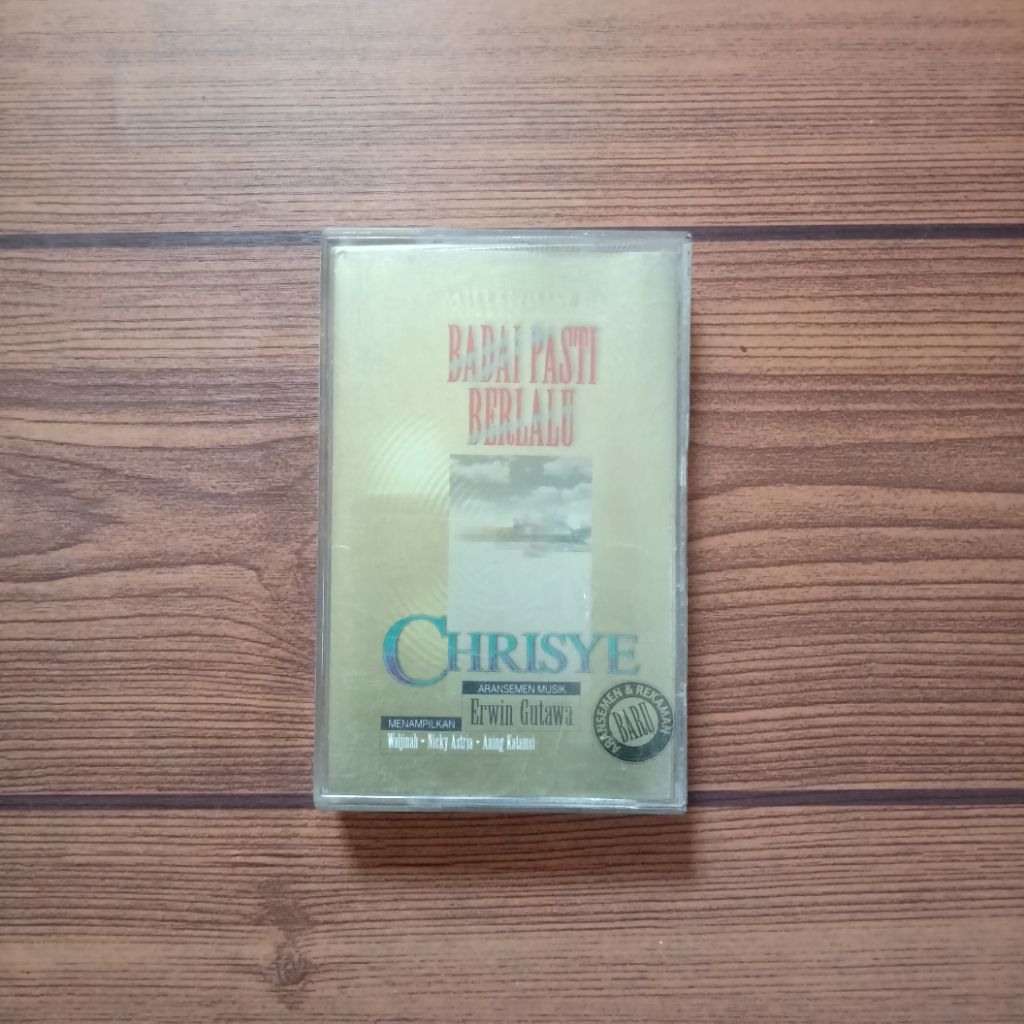 BADAI PASTI
BERLALU
CHRISYE
ARANSEMEN MUSIK
Erwin Gutawa
MENAMPILKAN
Waljinah - Nicky Astria - Aning Katamsi
ARANSEMEN & REKAMAN
BARU